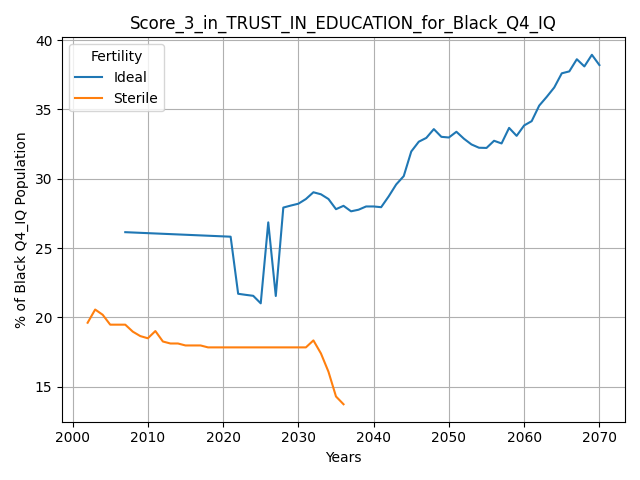 Score_3_in_TRUST_IN_EDUCATION_for_Black_Q4_IQ
Fertility
Ideal
Sterile
% of Black Q4_IQ Population
40
35
30
25
20
15
2000
2010
2020
2030
2040
2050
2060
2070
Years